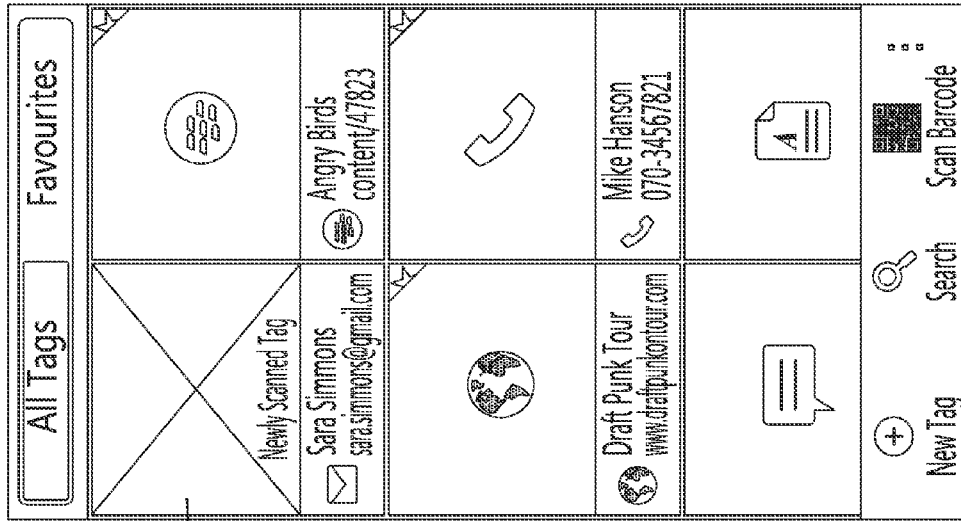 All Tags
Favourites
Newly Scanned Tag
Sara Simmons
sara.simmons@gmail.com
Angry Birds
content/47823
Draft Punk Tour
www.draftpunkontour.com
Mike Hanson
070-34567821
A
New Tag
Search
Scan Barcode